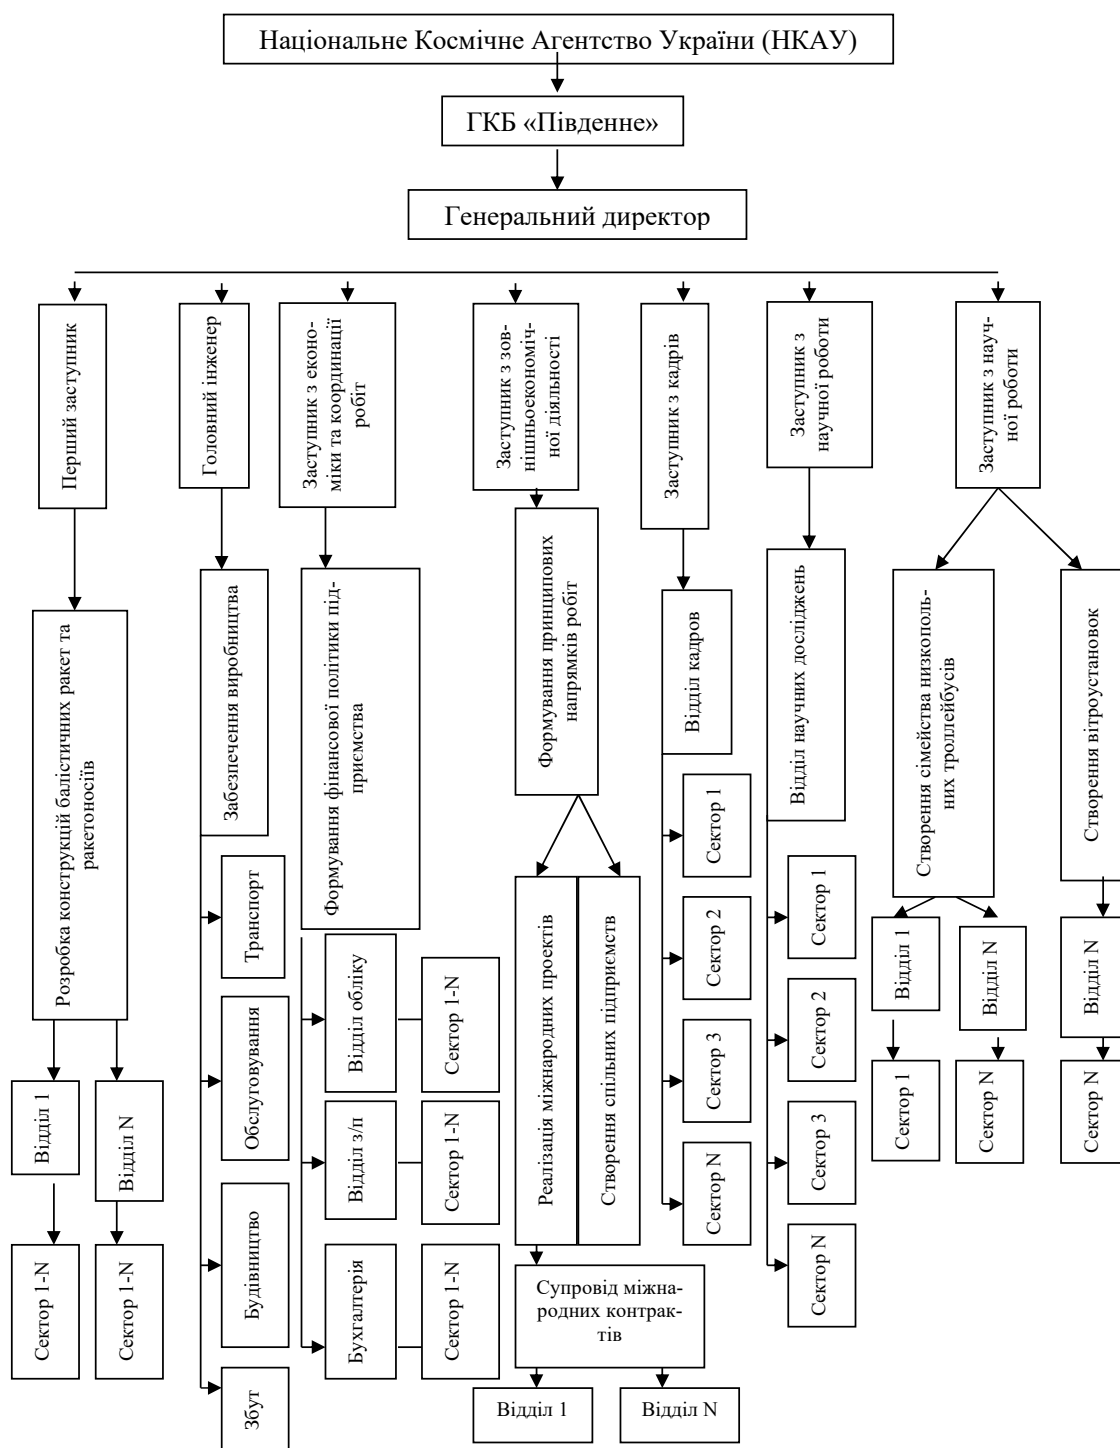 Національне Космічне Агентство України (НКАУ)
ГКБ «Південне»
Генеральний директор
Перший заступник
Головний інженер
Заступник з еконо-
міки та координації
робіт
Заступник з зов-
нішньоекономіч-
ної діяльності
Заступник з кадрів
Заступник з
научної роботи
Заступник з науч-
ної роботи
Розробка конструкцій балістичних ракет та
ракетоносіїв
Забезпечення виробництва
Формування фінансової політики під-
приємства
Формування принципових
напрямків робіт
Відділ кадров
Відділ научних досліджень
Створення сімейства низкополь-
них троллейбусів
Створення вітроустановок
Відділ 1
Відділ N
Сектор 1-N
Сектор 1-N
Транспорт
Обслуговування
Будівництво
Збут
Відділ обліку
Сектор 1-N
Відділ з/п
Сектор 1-N
Бухгалтерія
Сектор 1-N
Реалізація міжнародних проектів
Створення спільних підприємств
Супровід міжна-
родних контрак-
тів
Відділ 1
Відділ N
Сектор 1
Сектор 2
Сектор 3
Сектор N
Сектор 1
Сектор 2
Сектор 3
Сектор N
Відділ 1
Відділ N
Сектор 1
Сектор N
Відділ N
Сектор N